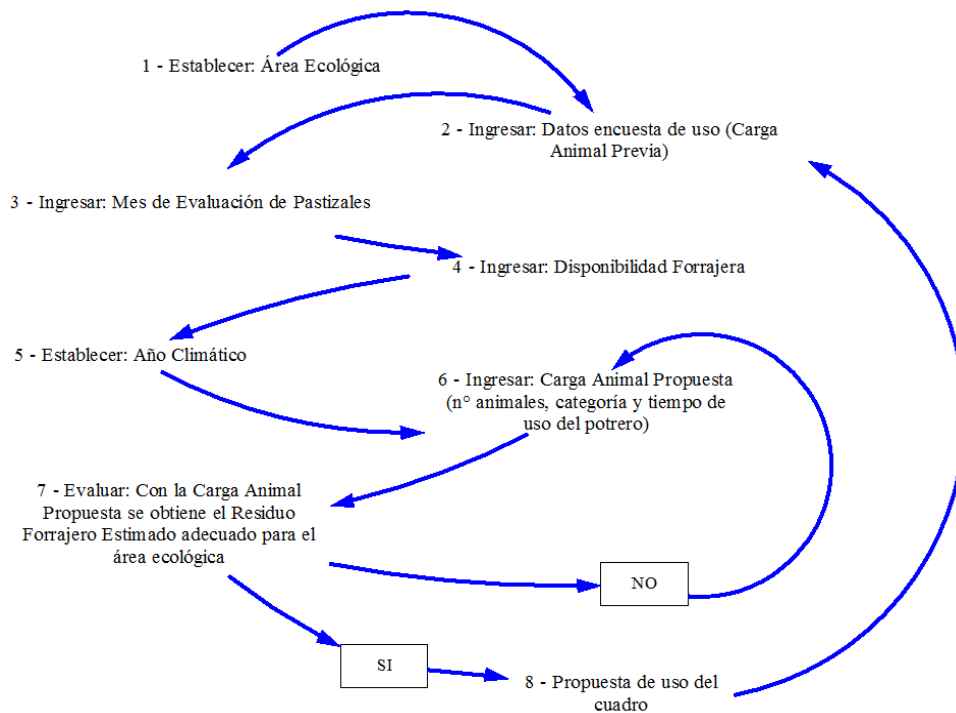 1 - Establecer: Área Ecológica
2 - Ingresar: Datos encuesta de uso (Carga
Animal Previa)
3 - Ingresar: Mes de Evaluación de Pastizales
4 - Ingresar: Disponibilidad Forrajera
5 - Establecer: Año Climático
6 - Ingresar: Carga Animal Propuesta
(n° animales, categoría y tiempo de
uso del potrero)
7 - Evaluar: Con la Carga Animal
Propuesta se obtiene el Residuo
Forrajero Estimado adecuado para el
área ecológica
NO
SI
8 - Propuesta de uso del
cuadro